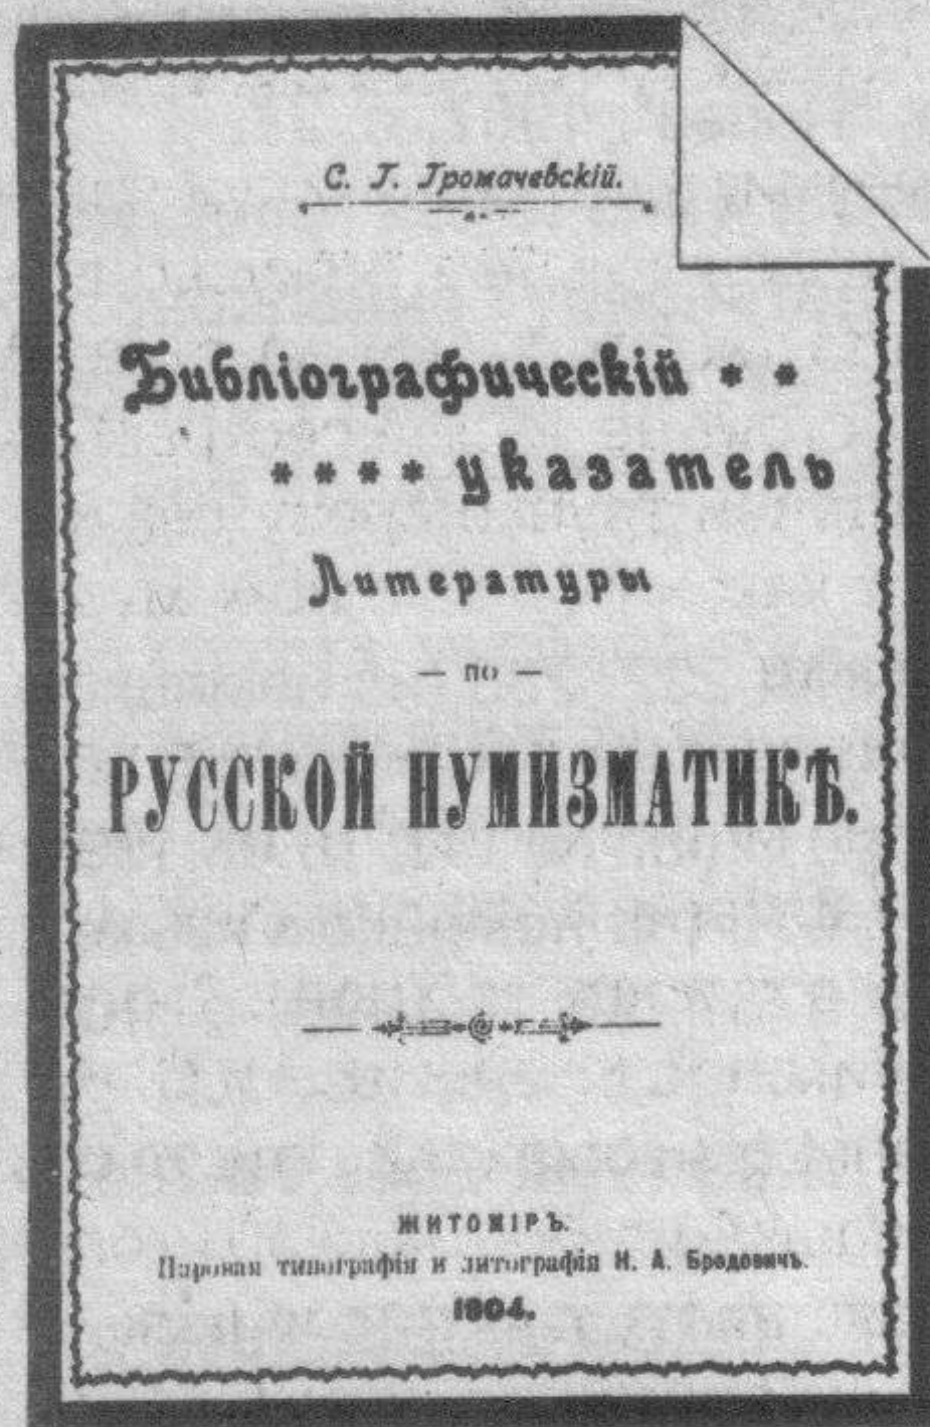 С. Г. Громачевскій.
Библіографическій * *
* * * * указатель
Литературы
— по —
РУССКОЙ НУМИЗМАТИКѢ.
ЖИТОМІРЪ.
Паровая типографія и литографія Н. А. Бродовичъ.
1904.